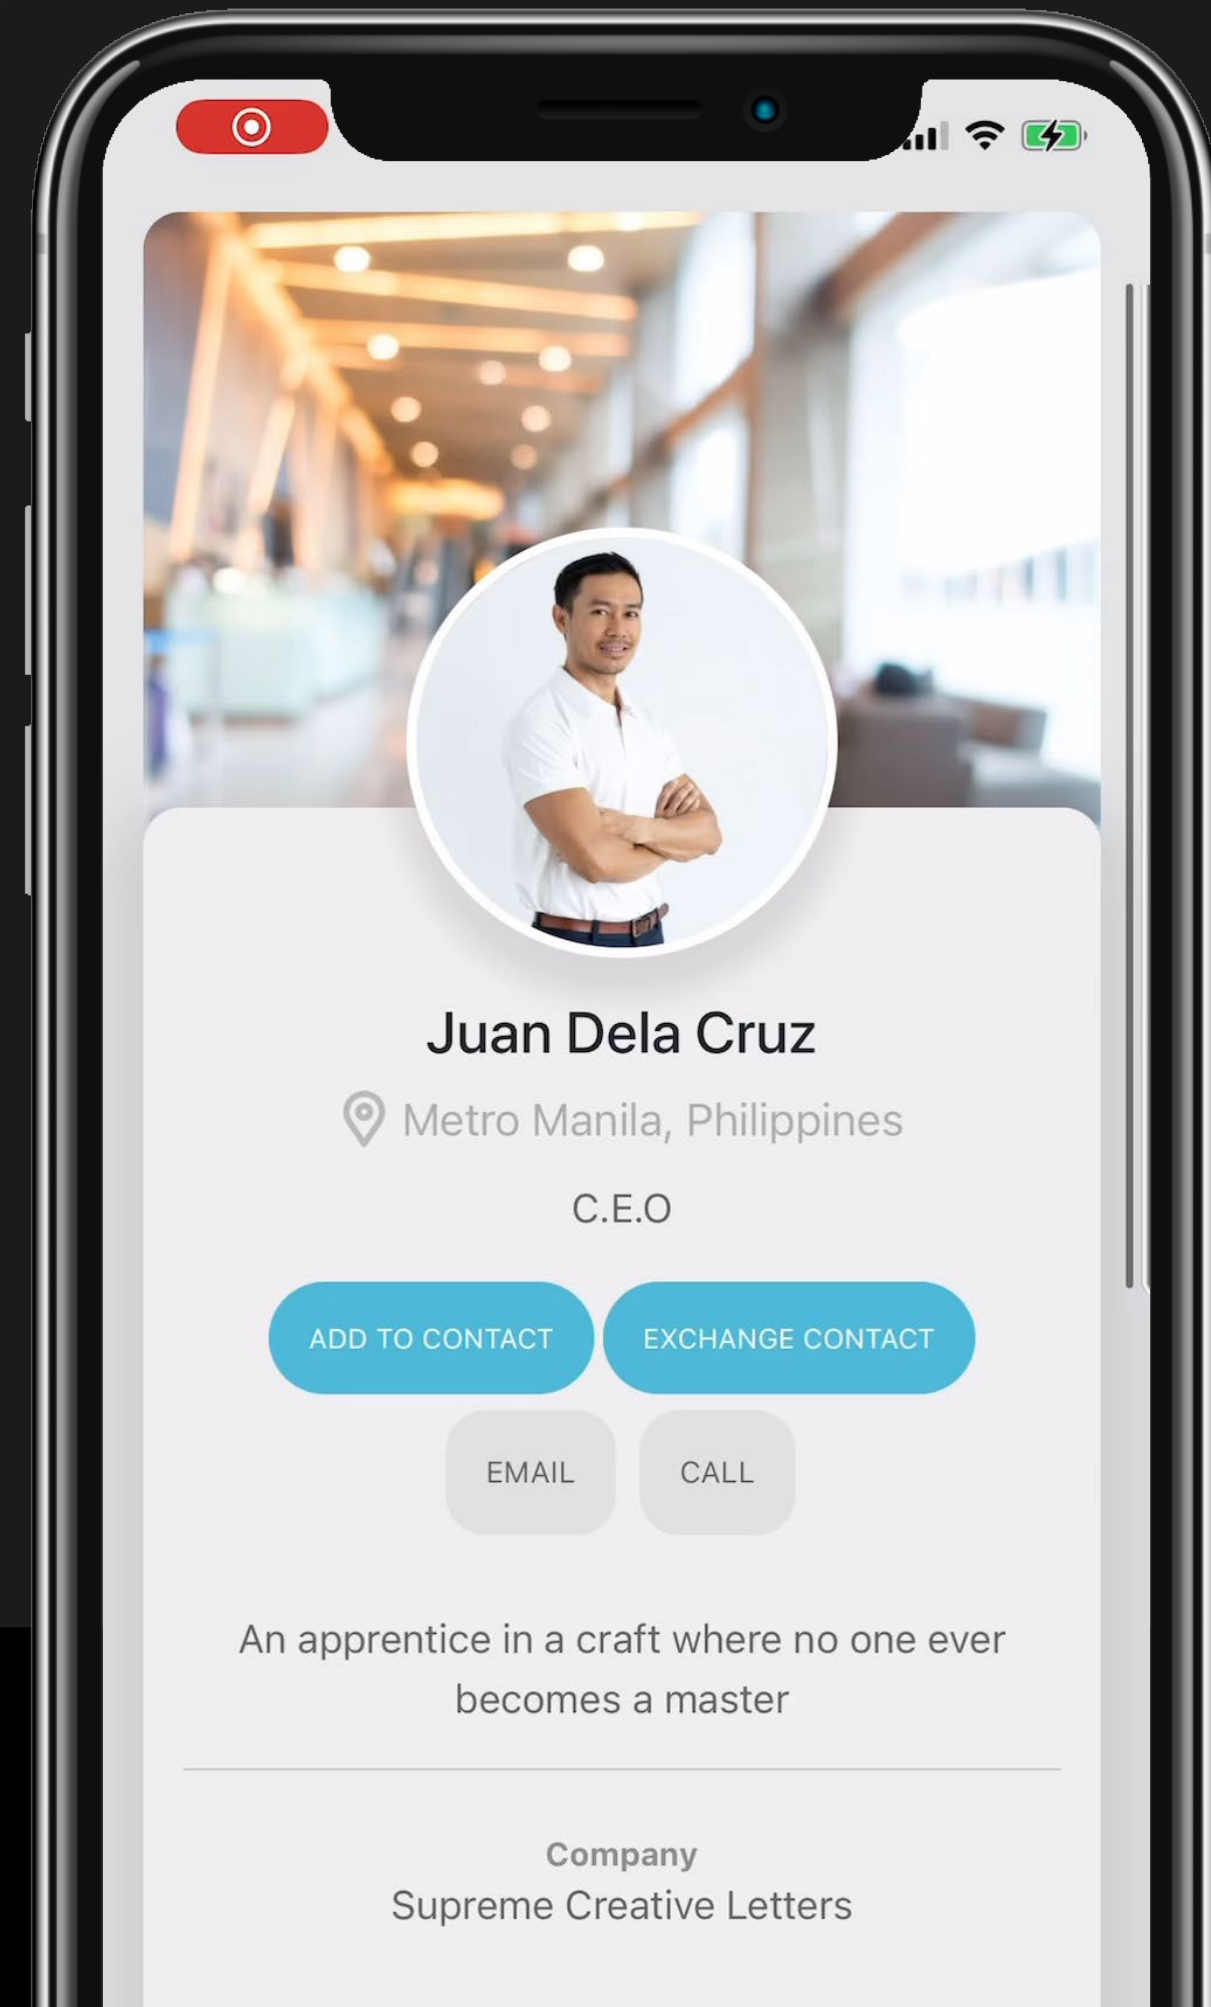 Juan Dela Cruz
Metro Manila, Philippines
C.E.O
ADD TO CONTACT EXCHANGE CONTACT
EMAIL CALL
An apprentice in a craft where no one ever
becomes a master
Company
Supreme Creative Letters